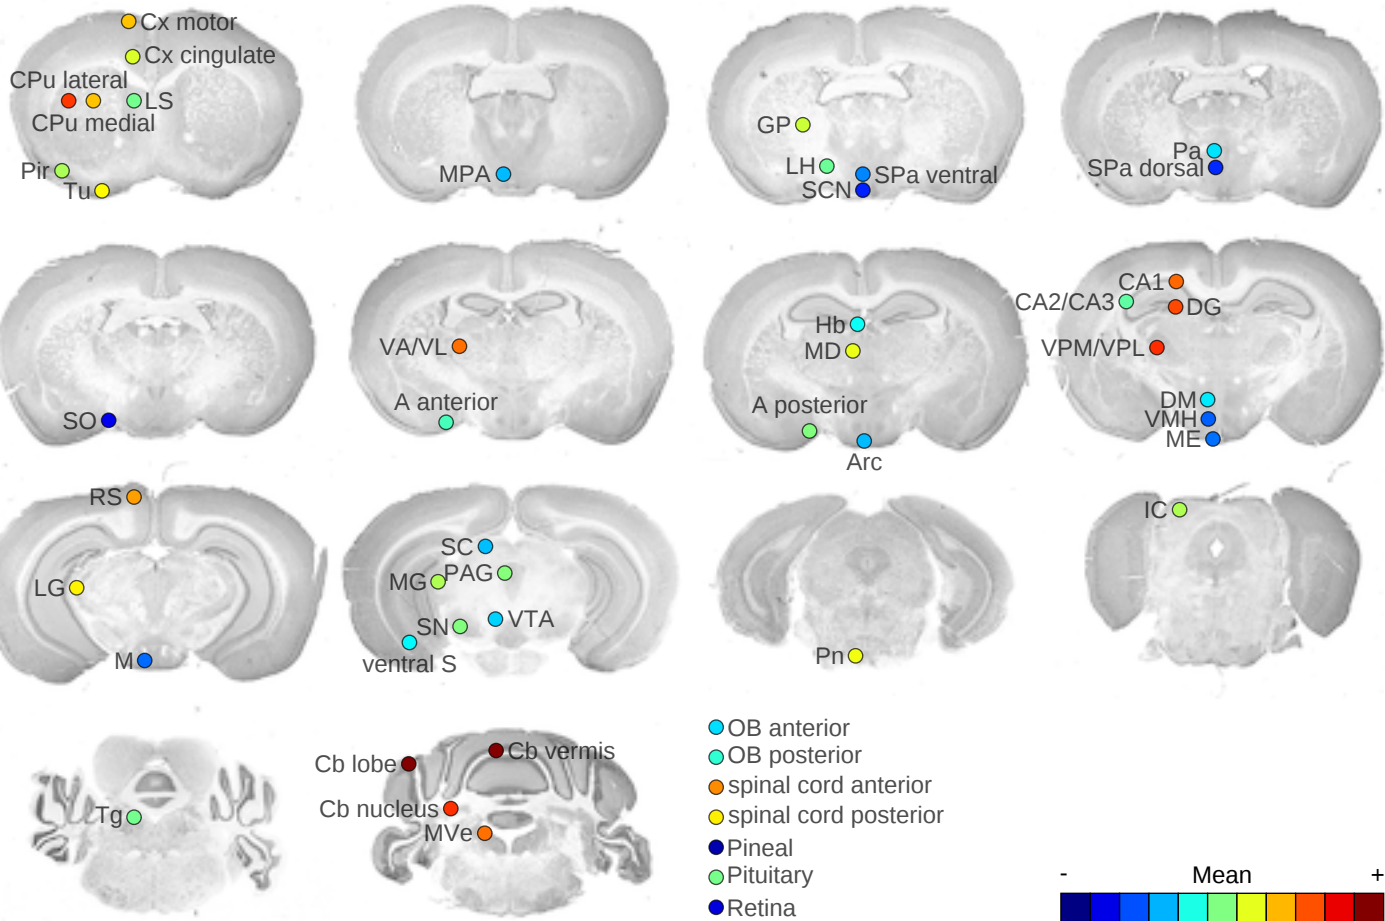 Cx motor
Cx cingulate
CPu lateral
LS
CPu medial
Pir
Tu
MPA
GP
LH
SPa ventral
SCN
Pa
SPa dorsal
SO
VA/VL
A anterior
Hb
MD
A posterior
Arc
CA1
CA2/CA3
DG
VPM/VPL
DM
VMH
ME
RS
LG
M
SC
MG
PAG
SN
VTA
ventral S
Pn
IC
Tg
Cb lobe
Cb vermis
Cb nucleus
MVe
OB anterior
OB posterior
spinal cord anterior
spinal cord posterior
Pineal
Pituitary
Retina
- Mean +